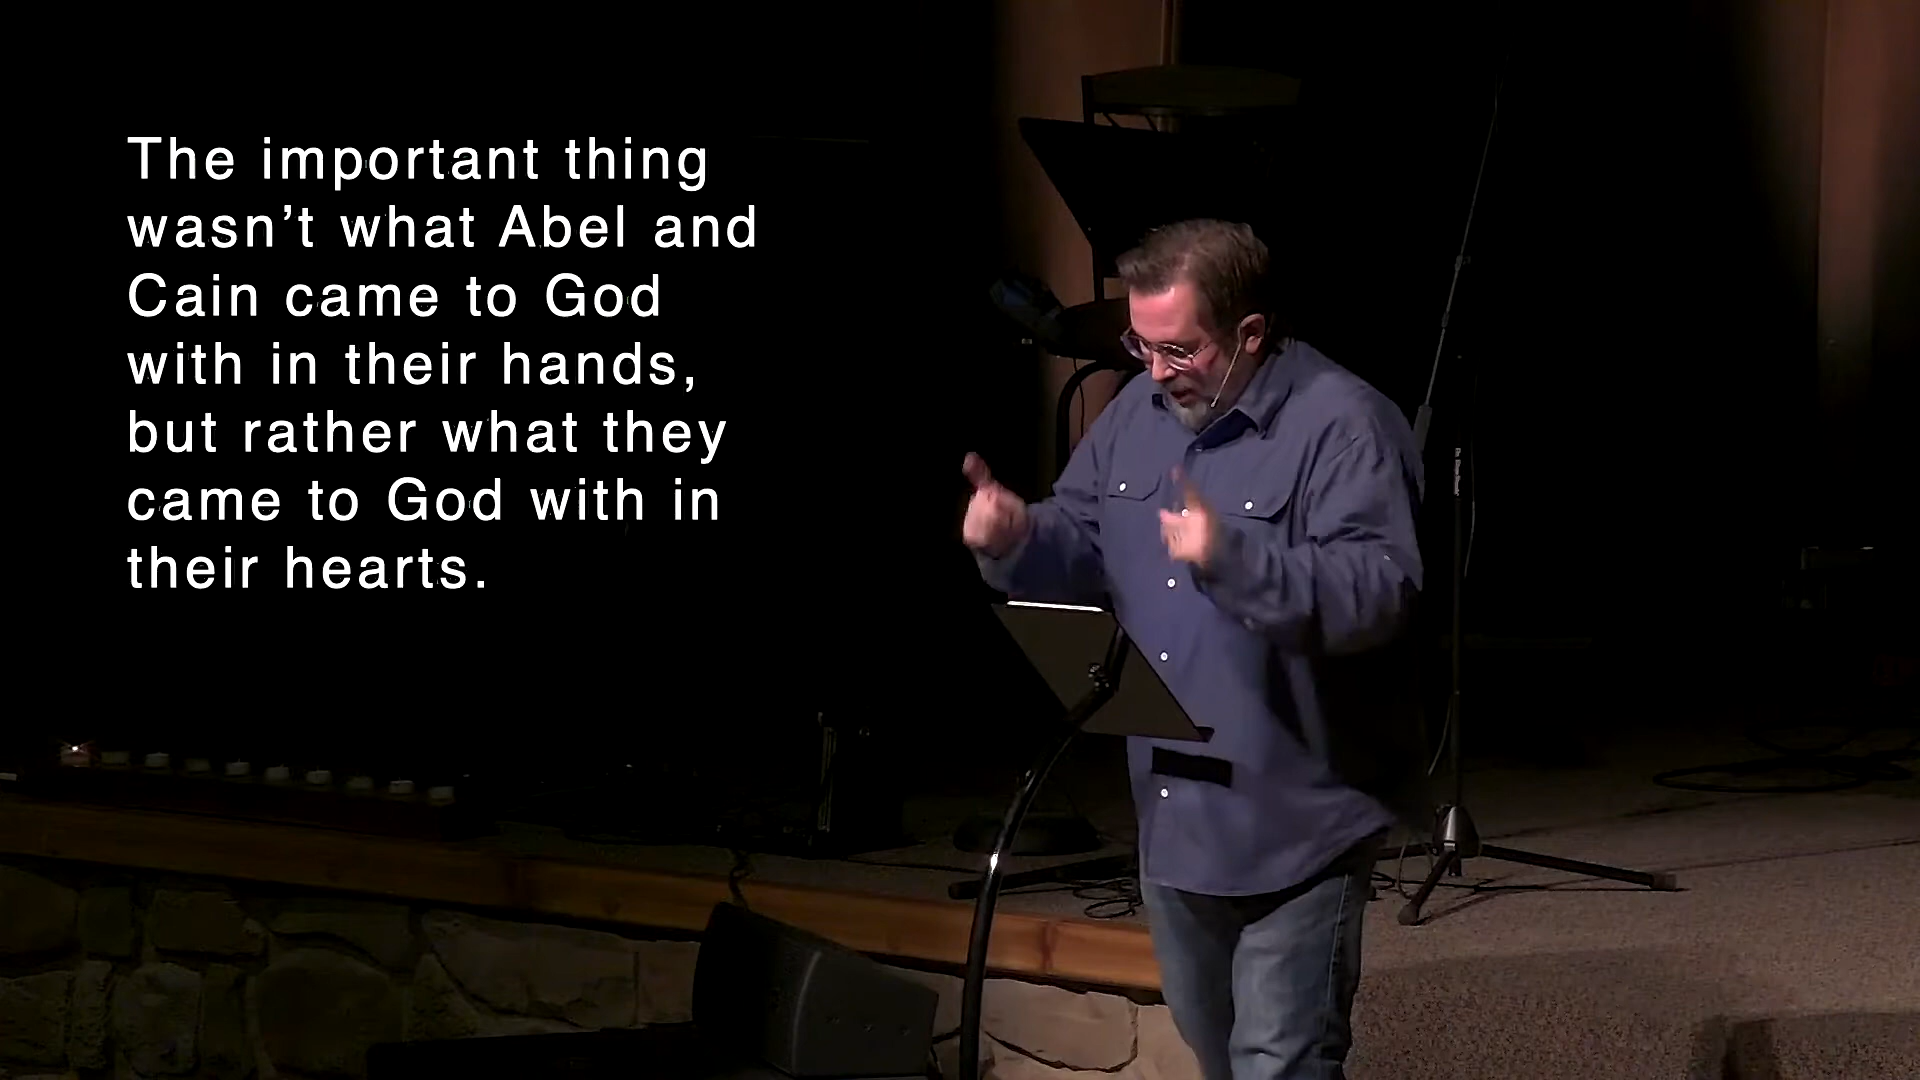 The important thing
wasn’t what Abel and
Cain came to God
with in their hands,
but rather what they
came to God with in
their hearts.